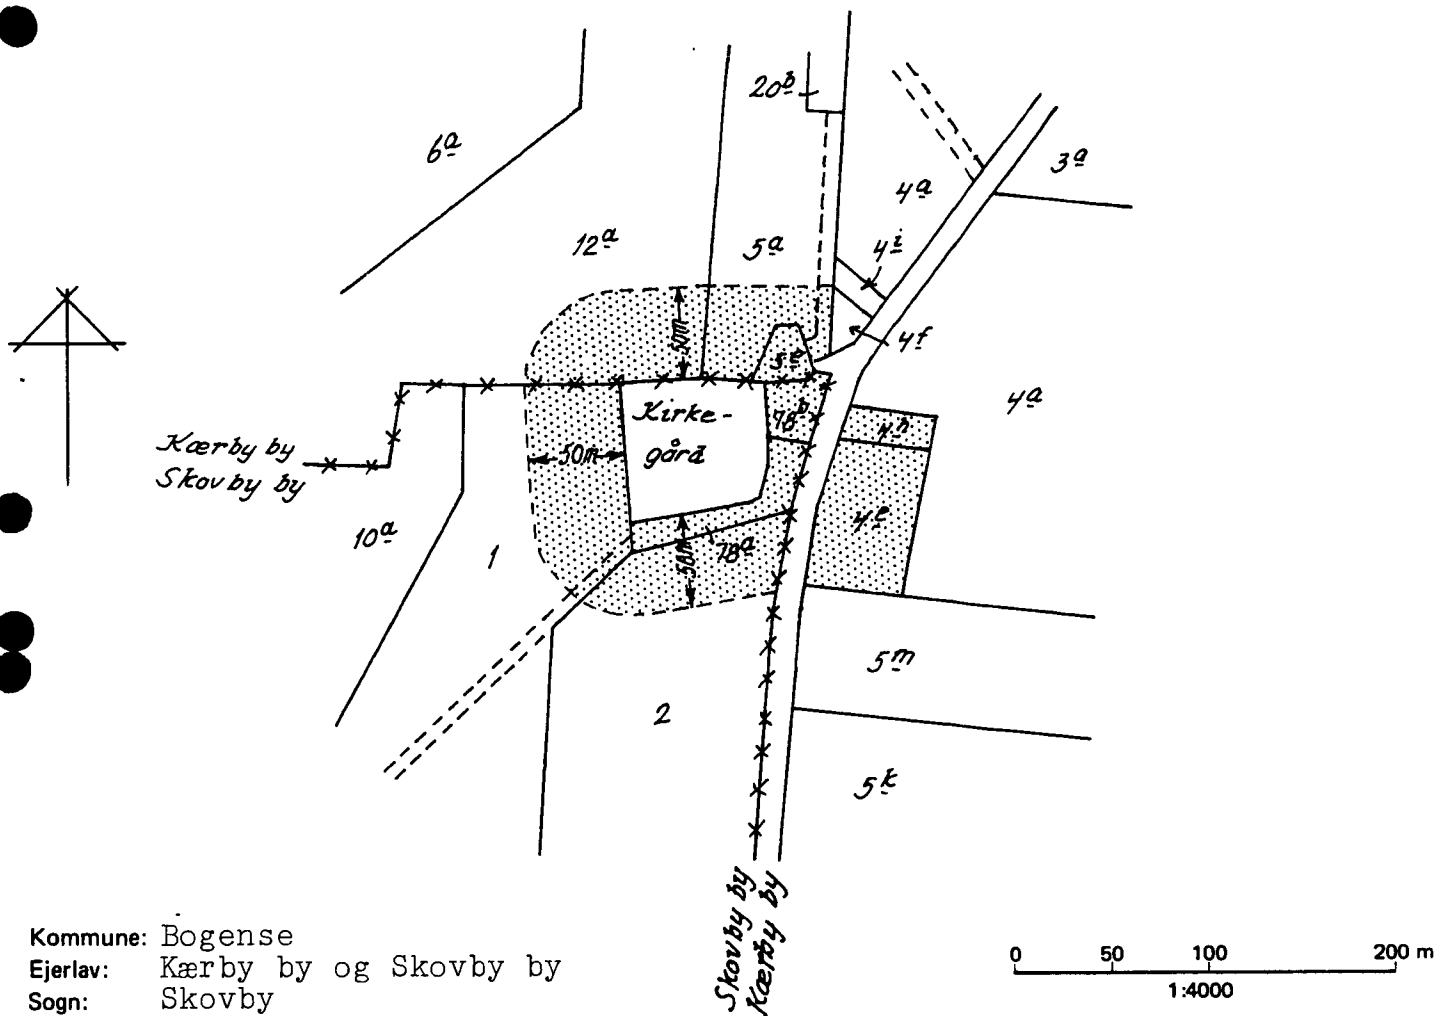 20b
6a
3a
4a
12a
5a
4i
50m
4f
5e
4a
Kirke-
gård
78b
4h
Kærby by
Skovby by
50m
4e
10a
1
78a
50m
5m
2
5k
Skovby by
Kærby by
Kommune: Bogense
Ejerlav: Kærby by og Skovby by
Sogn: Skovby
0 50 100 200 m
1:4000